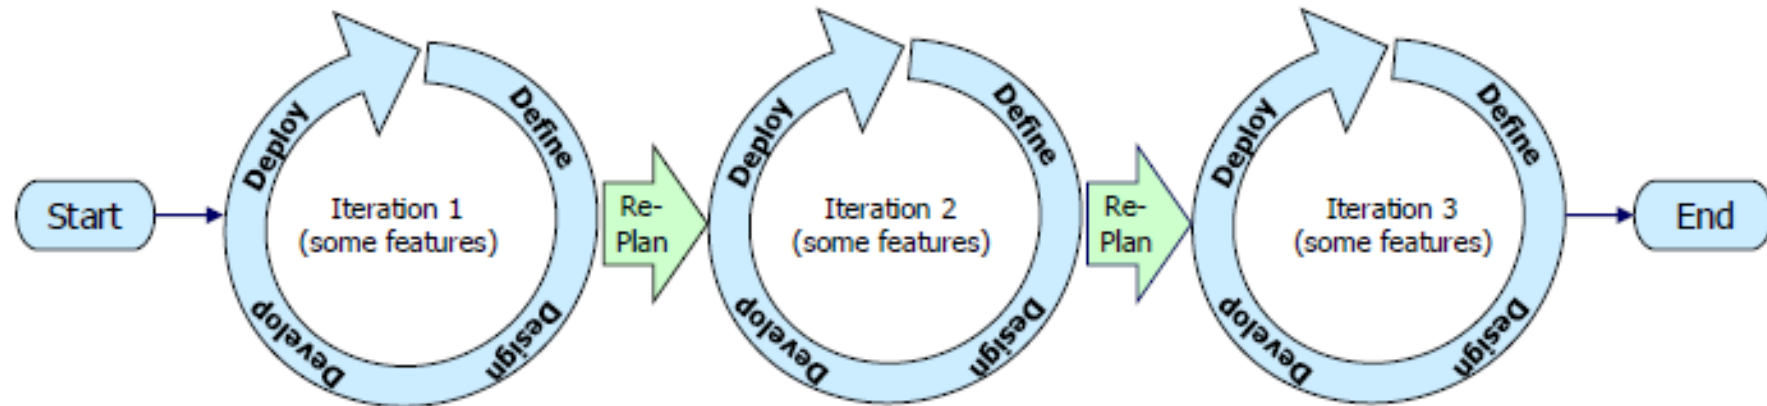 Start
Define
Design
Develop
Deploy
Iteration 1
(some features)
Re-
Plan
Define
Design
Develop
Deploy
Iteration 2
(some features)
Re-
Plan
Define
Design
Develop
Deploy
Iteration 3
(some features)
End